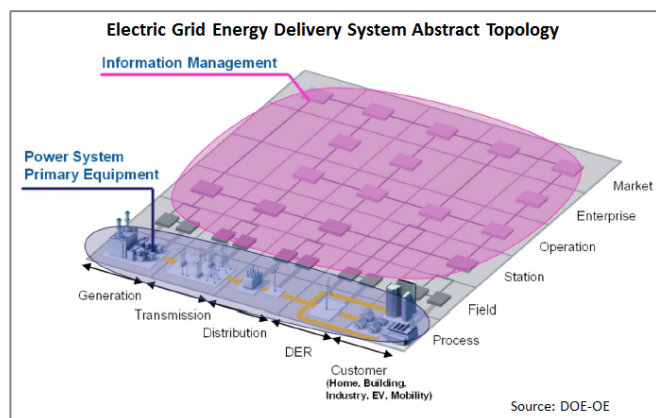 Electric Grid Energy Delivery System Abstract Topology
Information Management
Power System
Primary Equipment
Market
Enterprise
Operation
Station
Field
Process
Generation
Transmission
Distribution
DER
Customer
(Home, Building,
Industry, EV, Mobility)
Source: DOE-OE